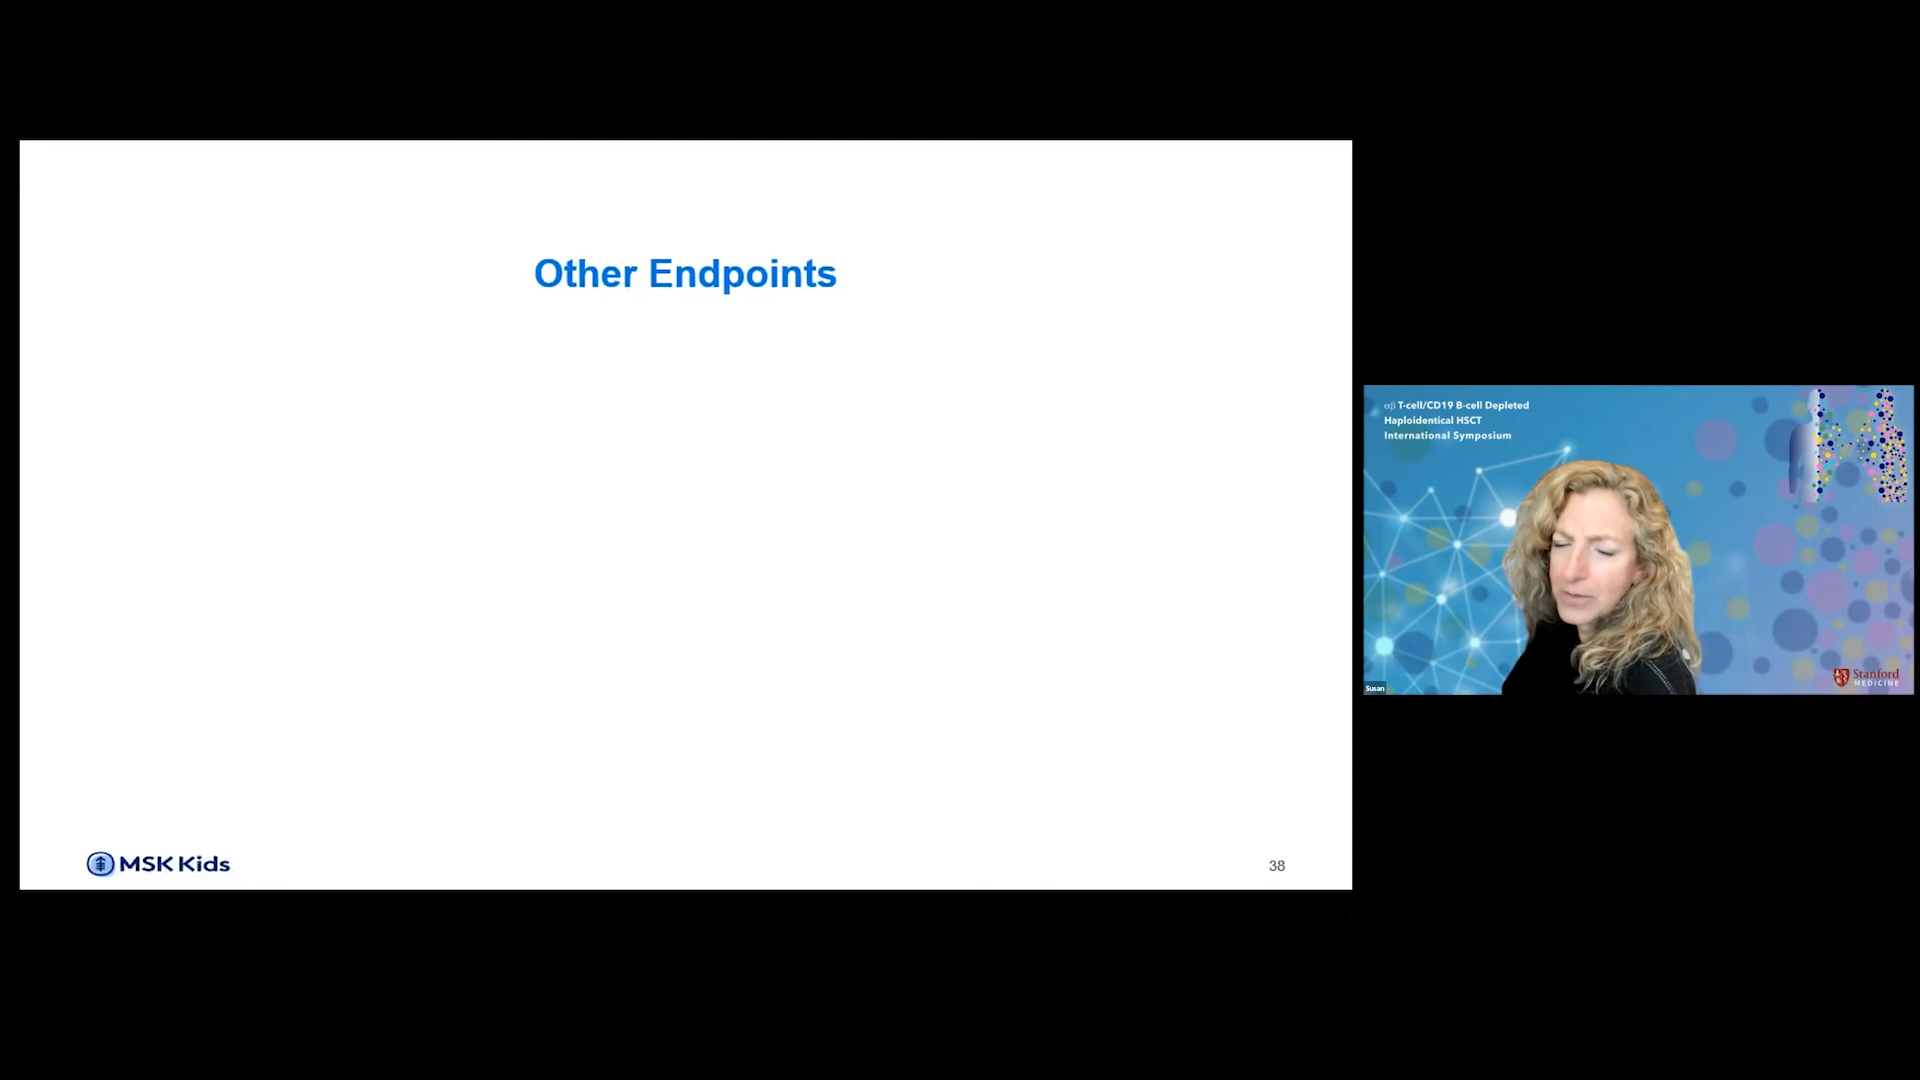 Other Endpoints
MSK Kids
38
αβ T-cell/CD19 B-cell Depleted
Haploidentical HSCT
International Symposium
Susan
Stanford
MEDICINE